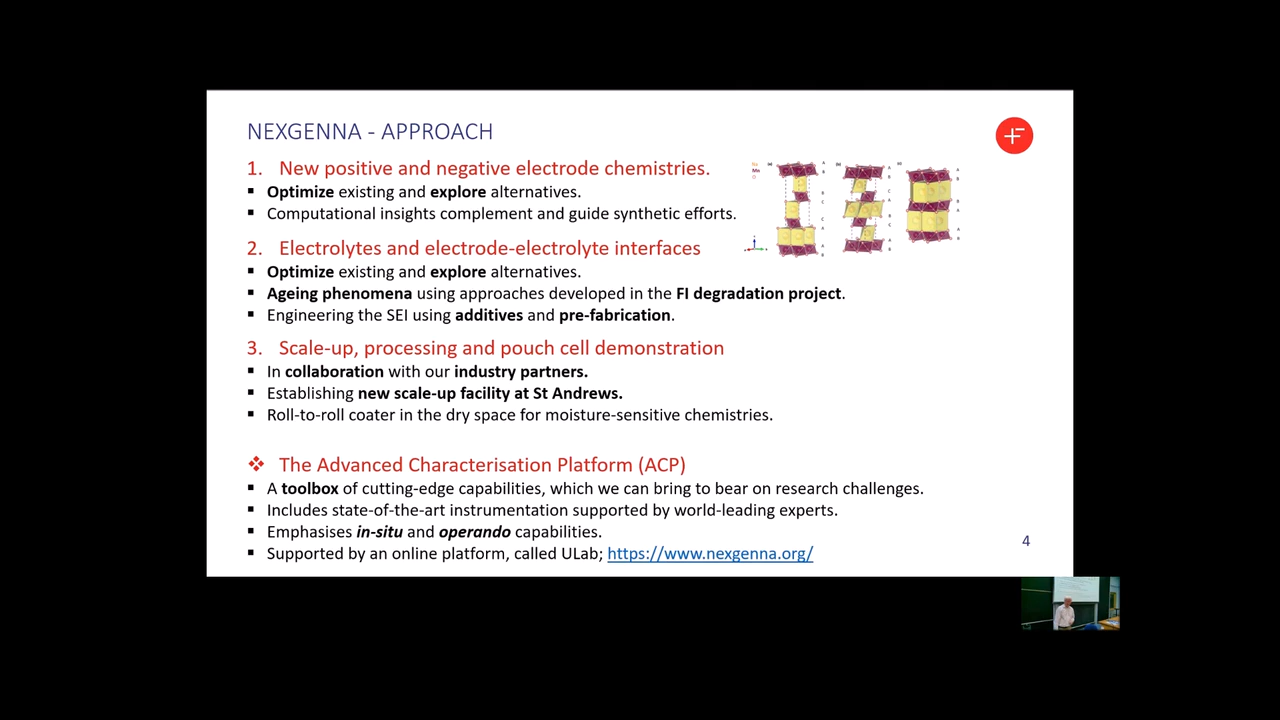 NEXGENNA - APPROACH
1. New positive and negative electrode chemistries.
▪ Optimize existing and explore alternatives.
▪ Computational insights complement and guide synthetic efforts.
2. Electrolytes and electrode-electrolyte interfaces
▪ Optimize existing and explore alternatives.
▪ Ageing phenomena using approaches developed in the FI degradation project.
▪ Engineering the SEI using additives and pre-fabrication.
3. Scale-up, processing and pouch cell demonstration
▪ In collaboration with our industry partners.
▪ Establishing new scale-up facility at St Andrews.
▪ Roll-to-roll coater in the dry space for moisture-sensitive chemistries.
❖ The Advanced Characterisation Platform (ACP)
▪ A toolbox of cutting-edge capabilities, which we can bring to bear on research challenges.
▪ Includes state-of-the-art instrumentation supported by world-leading experts.
▪ Emphasises in-situ and operando capabilities.
▪ Supported by an online platform, called ULab; https://www.nexgenna.org/
4